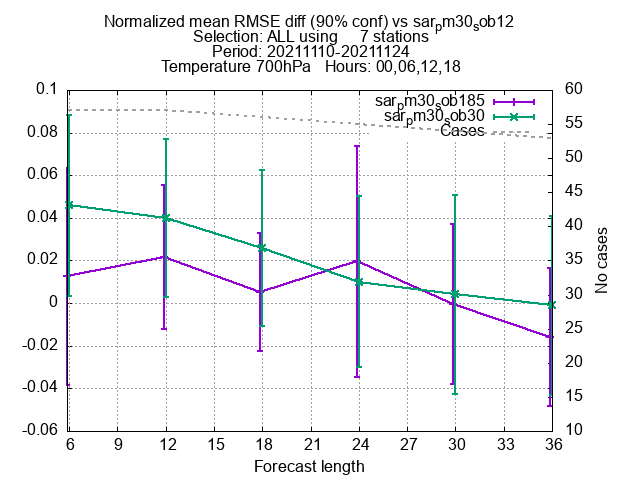 Normalized mean RMSE diff (90% conf) vs sarpm30sob12
Selection: ALL using 7 stations
Period: 20211110-20211124
Temperature 700hPa Hours: 00,06,12,18
0.1
0.08
0.06
0.04
0.02
0
-0.02
-0.04
-0.06
sarpm30sob185
sarpm30sob30
Cases
60
55
50
45
40
35
30
25
20
15
10
No cases
6 9 12 15 18 21 24 27 30 33 36
Forecast length